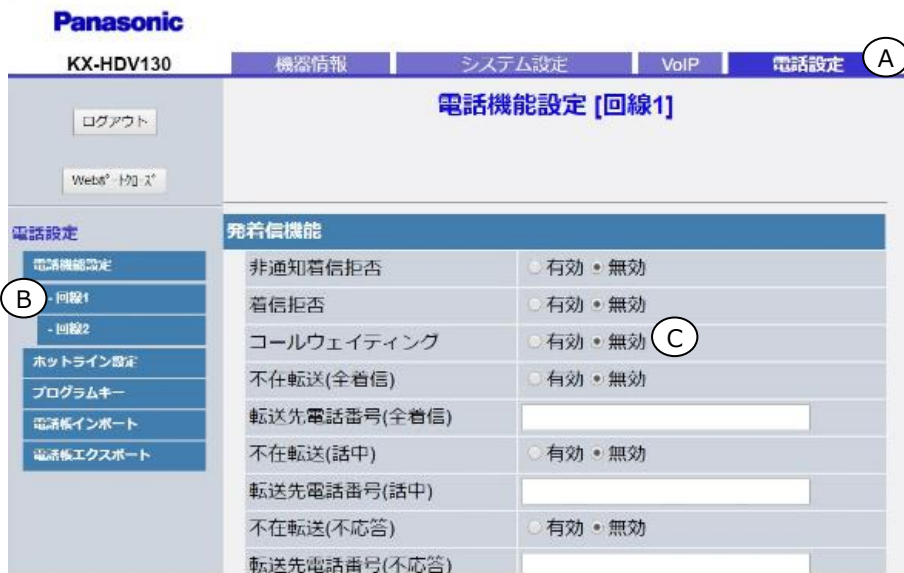 Panasonic
KX-HDV130
機器情報 システム設定 VoIP 電話設定 A
電話機能設定 [回線1]
ログアウト
Webﾎﾟｰﾄｸﾛｰｽﾞ
電話設定
電話機能設定
B - 回線1
- 回線2
ホットライン設定
プログラムキー
電話帳インポート
電話帳エクスポート
発着信機能
非通知着信拒否 有効 無効
着信拒否 有効 無効
コールウェイティング 有効 無効 C
不在転送(全着信) 有効 無効
転送先電話番号(全着信)
不在転送(話中) 有効 無効
転送先電話番号(話中)
不在転送(不応答) 有効 無効
転送先電話番号(不応答)